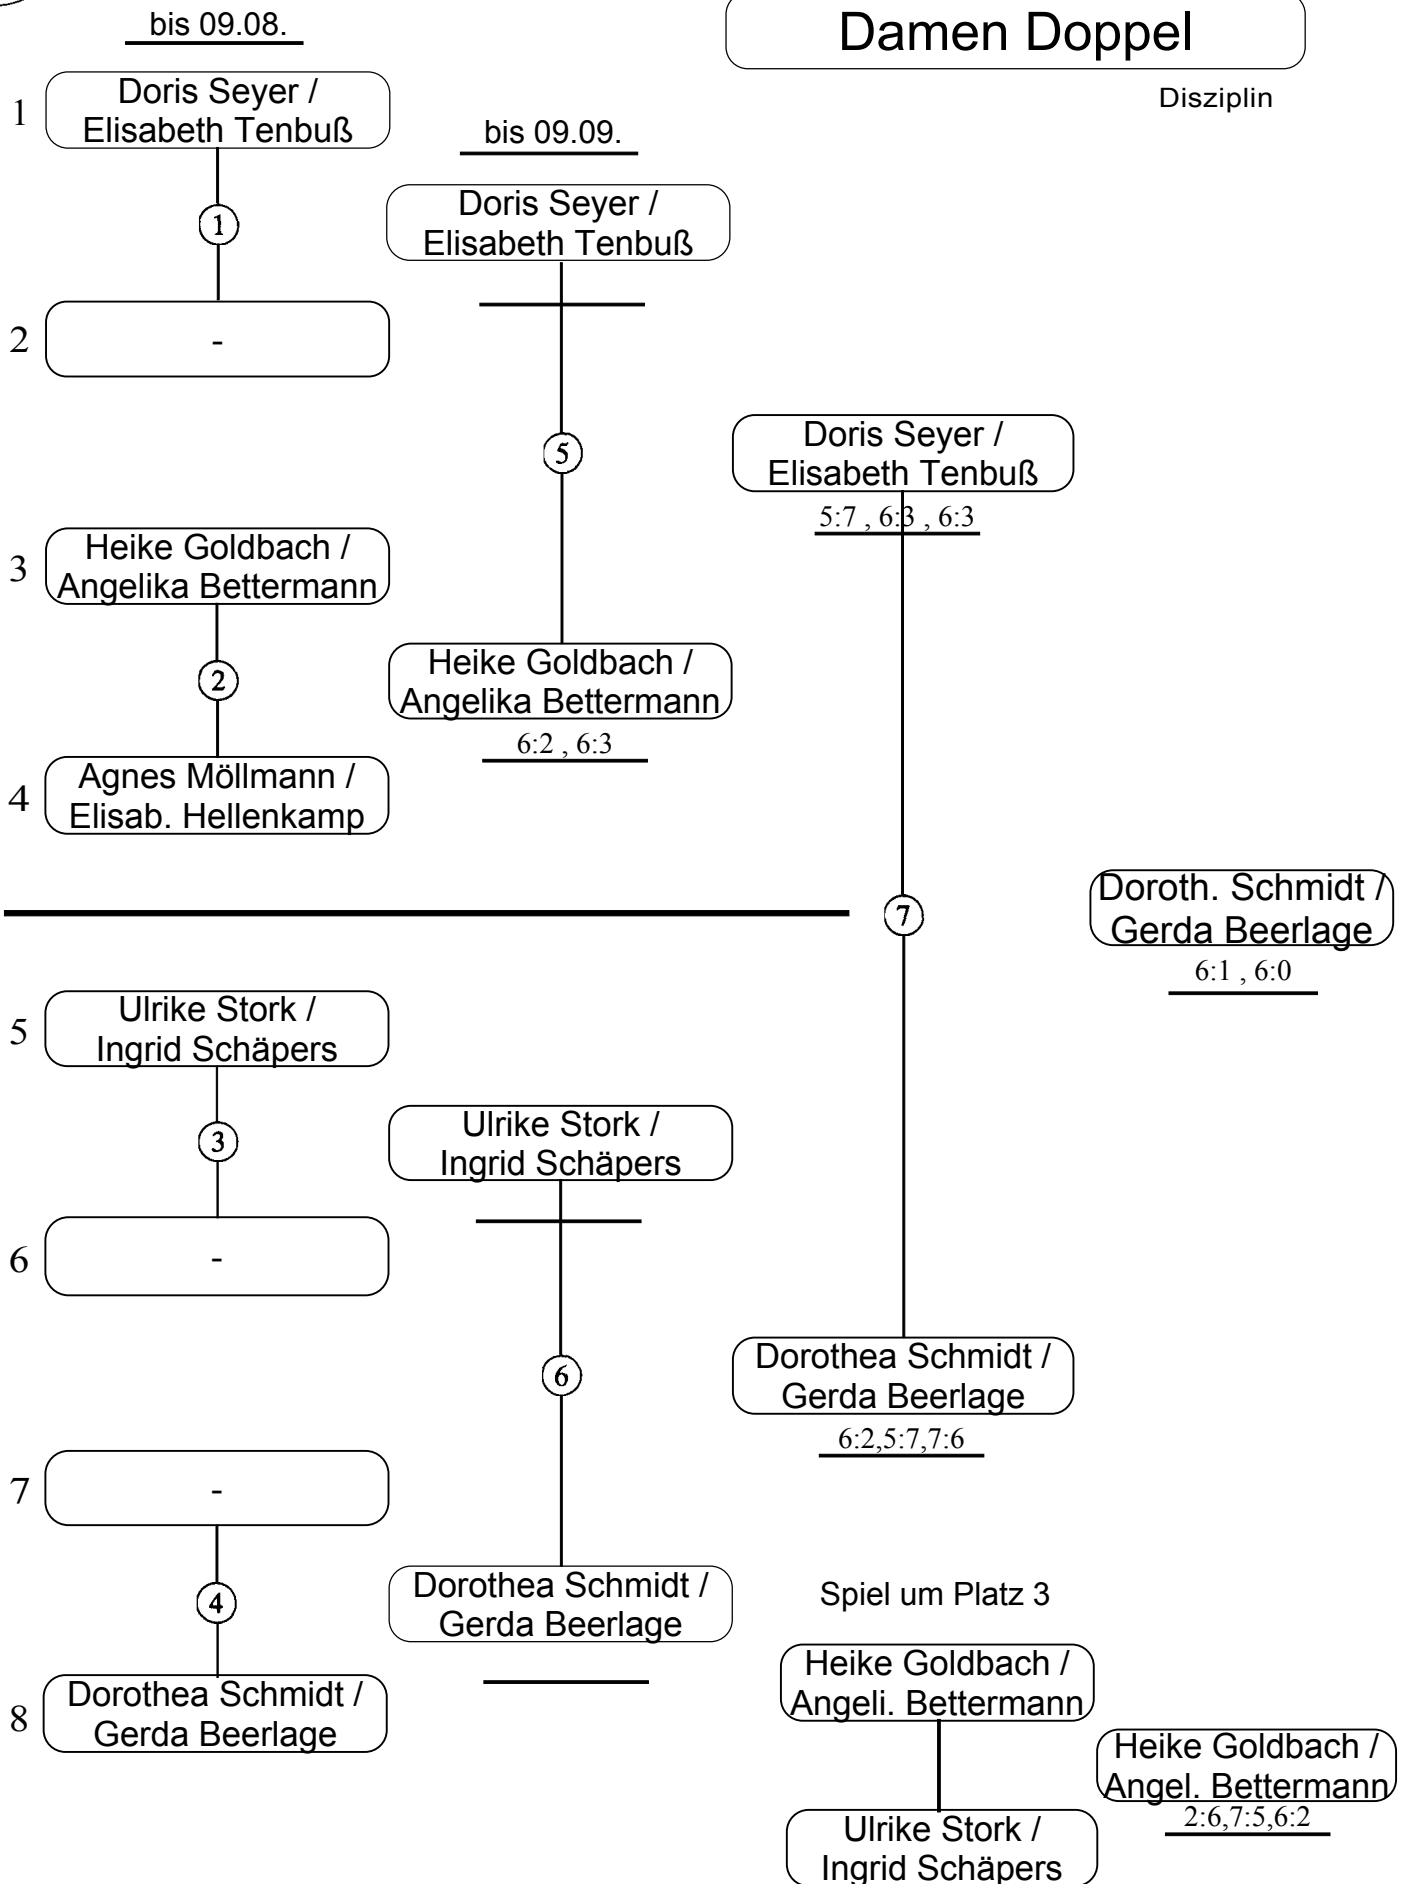 bis 09.08.
Damen Doppel
Disziplin
1
Doris Seyer /
Elisabeth Tenbuß
bis 09.09.
1
Doris Seyer /
Elisabeth Tenbuß
2
-
5
Doris Seyer /
Elisabeth Tenbuß
5:7 , 6:3 , 6:3
3
Heike Goldbach /
Angelika Bettermann
2
Heike Goldbach /
Angelika Bettermann
6:2 , 6:3
4
Agnes Möllmann /
Elisab. Hellenkamp
7
Doroth. Schmidt /
Gerda Beerlage
6:1 , 6:0
5
Ulrike Stork /
Ingrid Schäpers
3
Ulrike Stork /
Ingrid Schäpers
6
-
6
Dorothea Schmidt /
Gerda Beerlage
6:2,5:7,7:6
7
-
4
Dorothea Schmidt /
Gerda Beerlage
8
Dorothea Schmidt /
Gerda Beerlage
Spiel um Platz 3
Heike Goldbach /
Angeli. Bettermann
Heike Goldbach /
Angel. Bettermann
2:6,7:5,6:2
Ulrike Stork /
Ingrid Schäpers